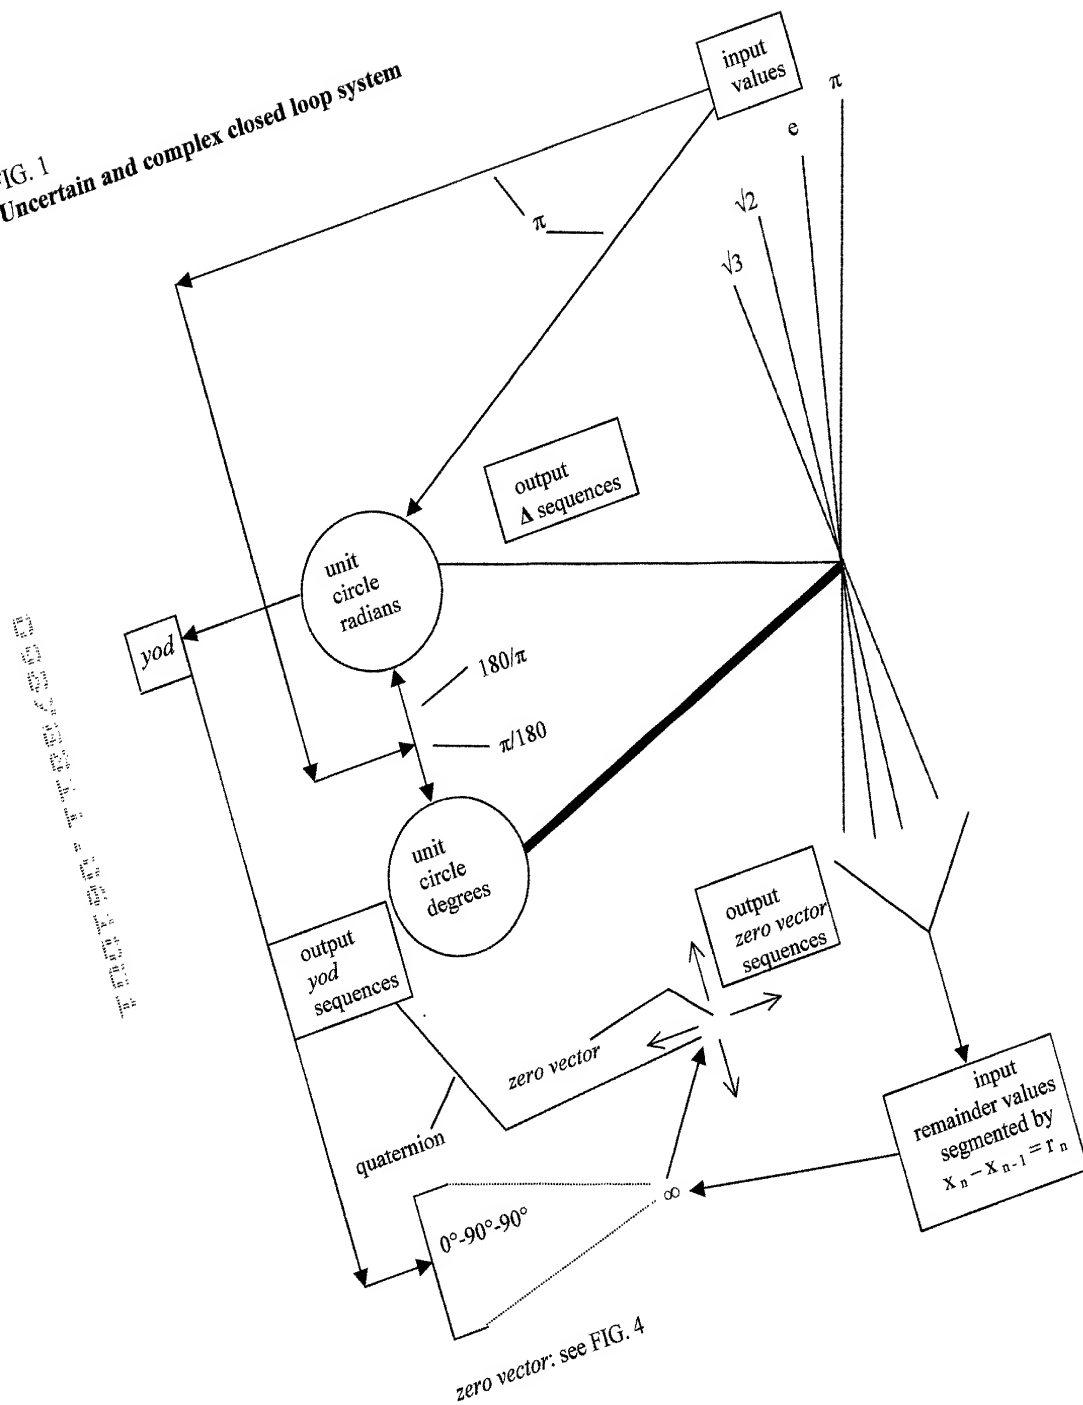 IG. 1
Uncertain and complex closed loop system
input
values
π
e
√2
√3
π
output
Δ sequences
unit
circle
radians
yod
180/π
π/180
unit
circle
degrees
output
yod
sequences
output
zero vector
sequences
zero vector
quaternion
input
remainder values
segmented by
x n – x n-1 = r n
∞
0°-90°-90°
zero vector: see FIG. 4